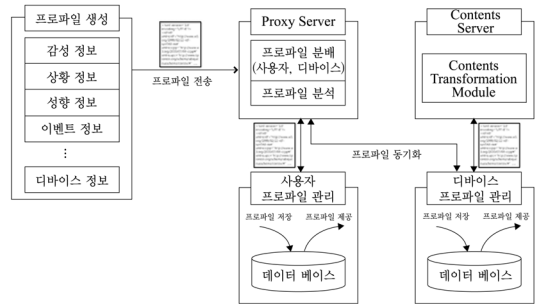 프로파일 생성
감성 정보
상황 정보
성향 정보
이벤트 정보
⋮
디바이스 정보
프로파일 전송
Proxy Server
프로파일 분배
(사용자, 디바이스)
프로파일 분석
Contents
Server
Contents
Transformation
Module
프로파일 동기화
사용자
프로파일 관리
프로파일 저장
프로파일 제공
데이터 베이스
디바이스
프로파일 관리
프로파일 저장
프로파일 제공
데이터 베이스